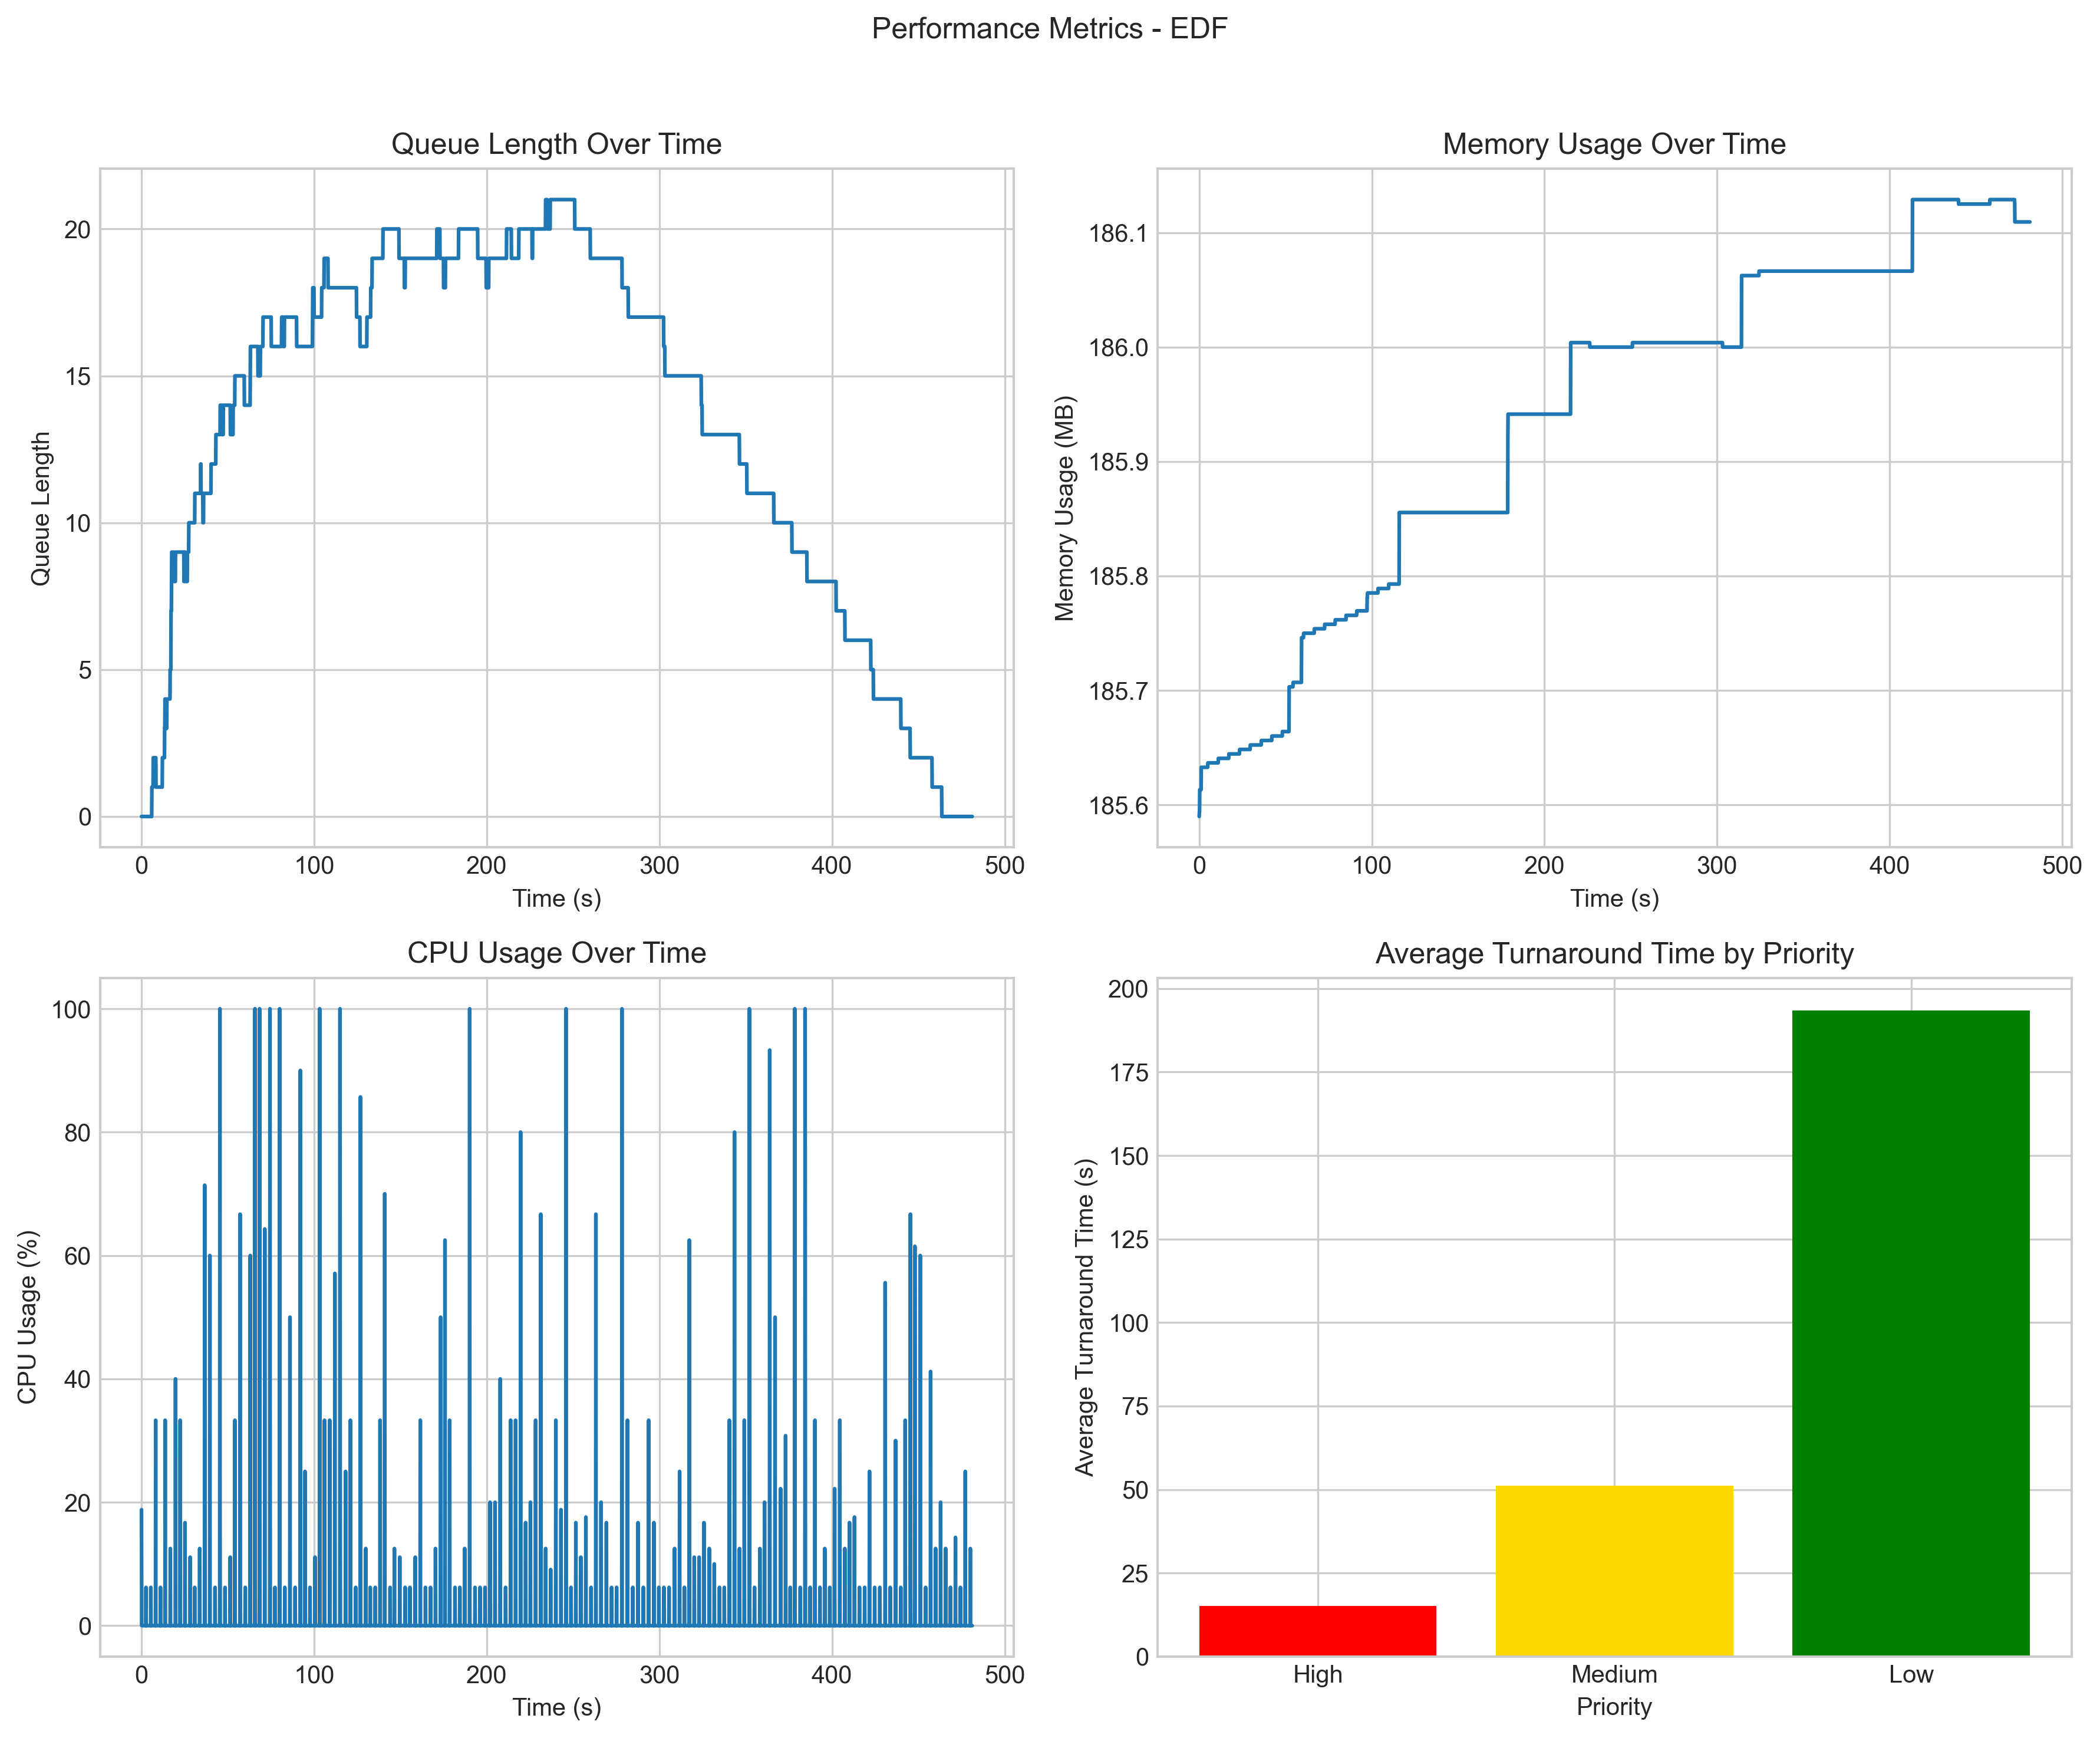 Performance Metrics - EDF
Queue Length Over Time
20
15
10
5
0
Queue Length
0 100 200 300 400 500
Time (s)
Memory Usage Over Time
186.1
186.0
185.9
185.8
185.7
185.6
Memory Usage (MB)
0 100 200 300 400 500
Time (s)
CPU Usage Over Time
100
80
60
40
20
0
CPU Usage (%)
0 100 200 300 400 500
Time (s)
Average Turnaround Time by Priority
200
175
150
125
100
75
50
25
0
Average Turnaround Time (s)
High Medium Low
Priority